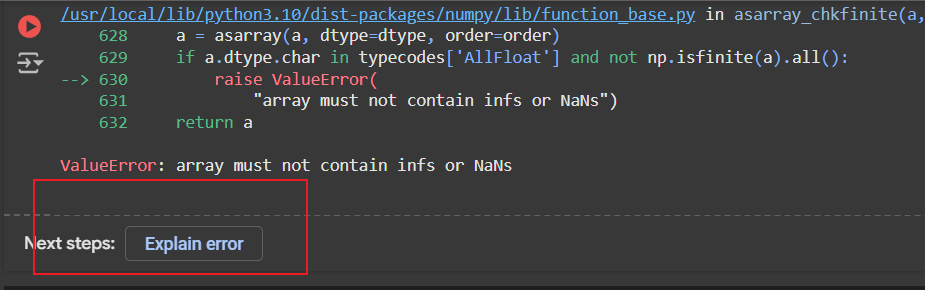 /usr/local/lib/python3.10/dist-packages/numpy/lib/function_base.py in asarray_chkfinite(a,
628 a = asarray(a, dtype=dtype, order=order)
629 if a.dtype.char in typecodes['AllFloat'] and not np.isfinite(a).all():
--> 630 raise ValueError(
631 "array must not contain infs or NaNs")
632 return a
ValueError: array must not contain infs or NaNs
Next steps: Explain error